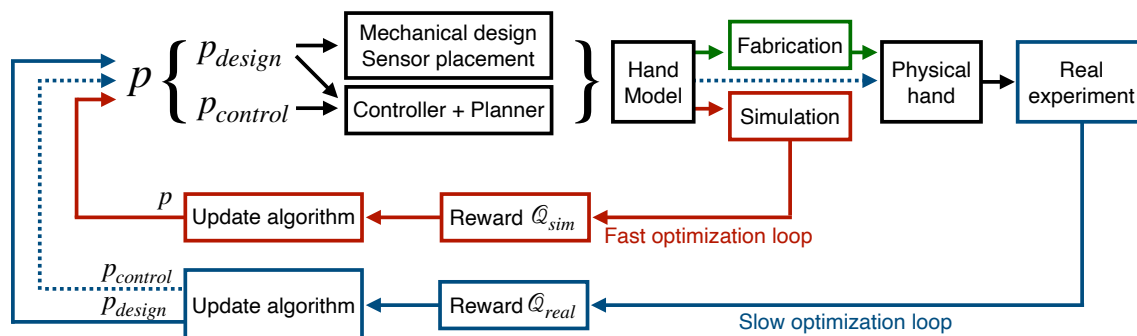 p { p_design
p_control
Mechanical design
Sensor placement
Controller + Planner
}
Hand
Model
Fabrication
Simulation
Physical
hand
Real
experiment
p
Update algorithm
Reward 𝒬_sim
Fast optimization loop
p_control
p_design
Update algorithm
Reward 𝒬_real
Slow optimization loop